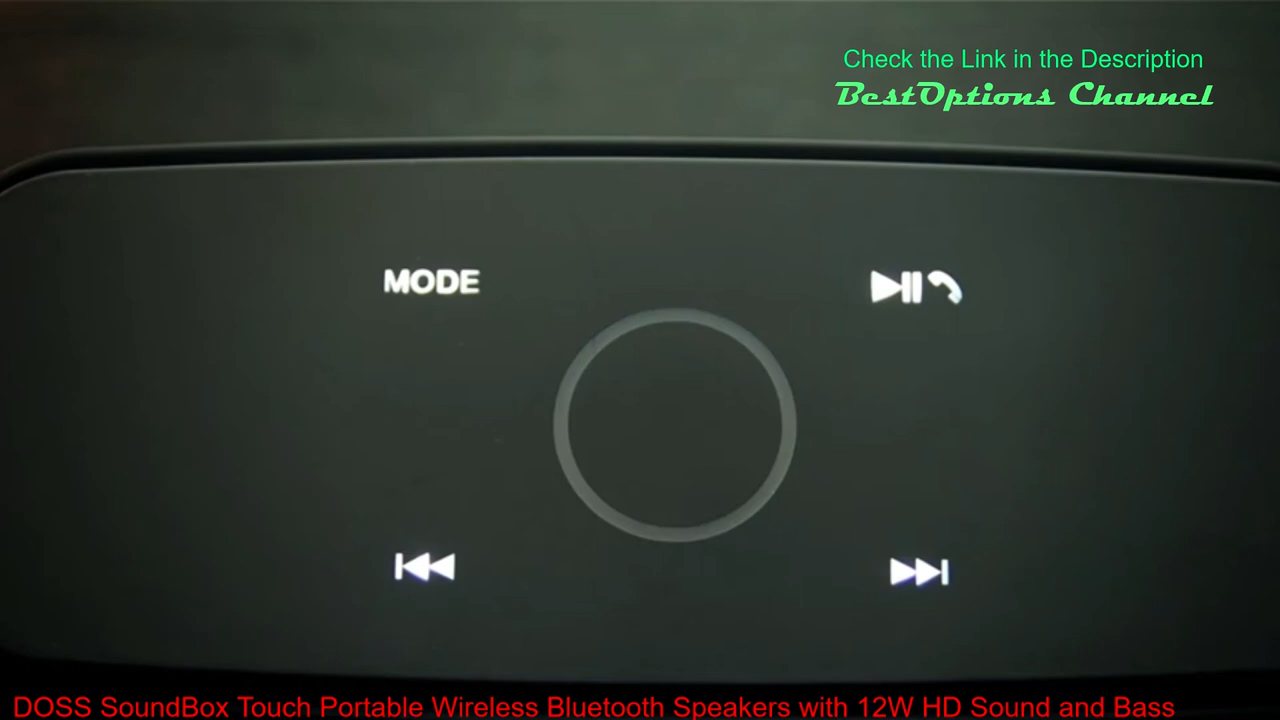 Check the Link in the Description
BestOptions Channel
MODE
DOSS SoundBox Touch Portable Wireless Bluetooth Speakers with 12W HD Sound and Bass